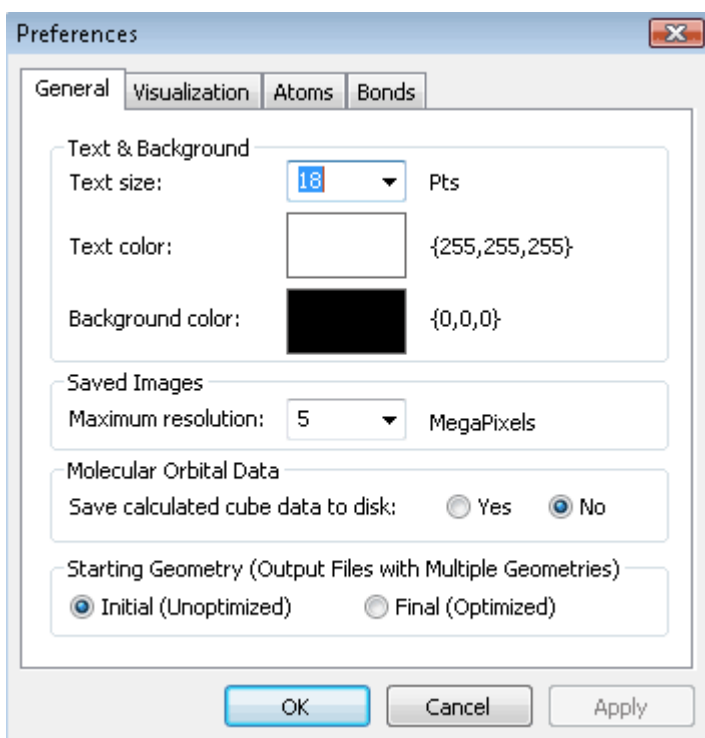 Preferences
General Visualization Atoms Bonds
Text & Background
Text size: 18 Pts
Text color: {255,255,255}
Background color: {0,0,0}
Saved Images
Maximum resolution: 5 MegaPixels
Molecular Orbital Data
Save calculated cube data to disk: Yes No
Starting Geometry (Output Files with Multiple Geometries)
Initial (Unoptimized) Final (Optimized)
OK Cancel Apply